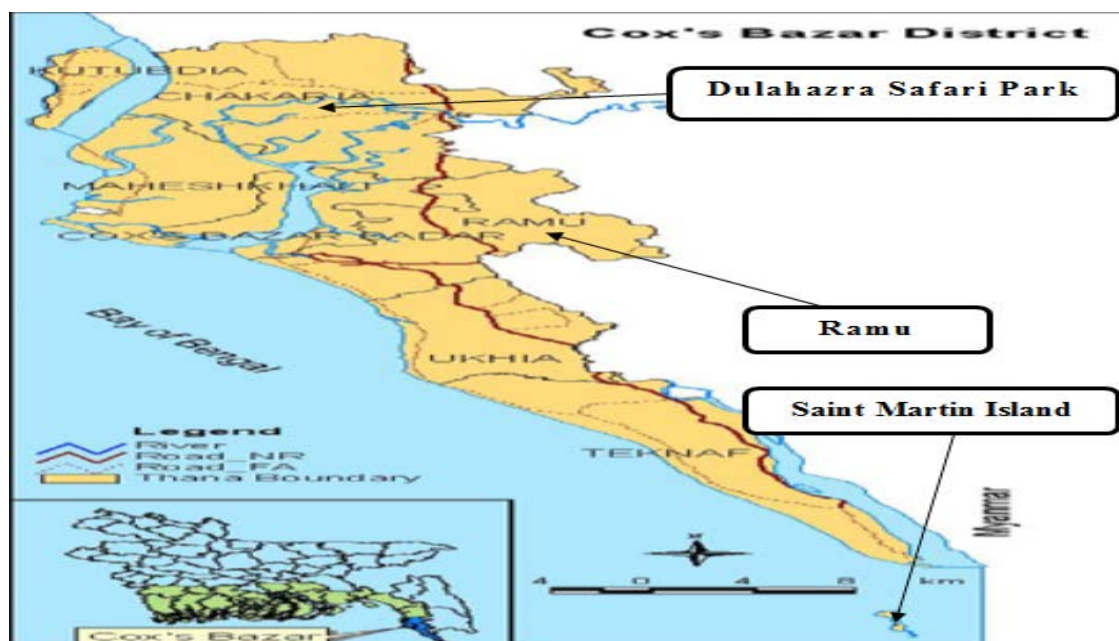 Cox's Bazar District
KUTUBDIA
Dulahazra Safari Park
CHAKARIA
MAHESHKHALI
RAMU
COX'S BAZAR SADAR
Bay of Bengal
Ramu
UKHIA
Saint Martin Island
Legend
River
Road_NR
Road_FA
Thana Boundary
TEKNAF
Myanmar
4 0 4 8 km
Cox's Bazar